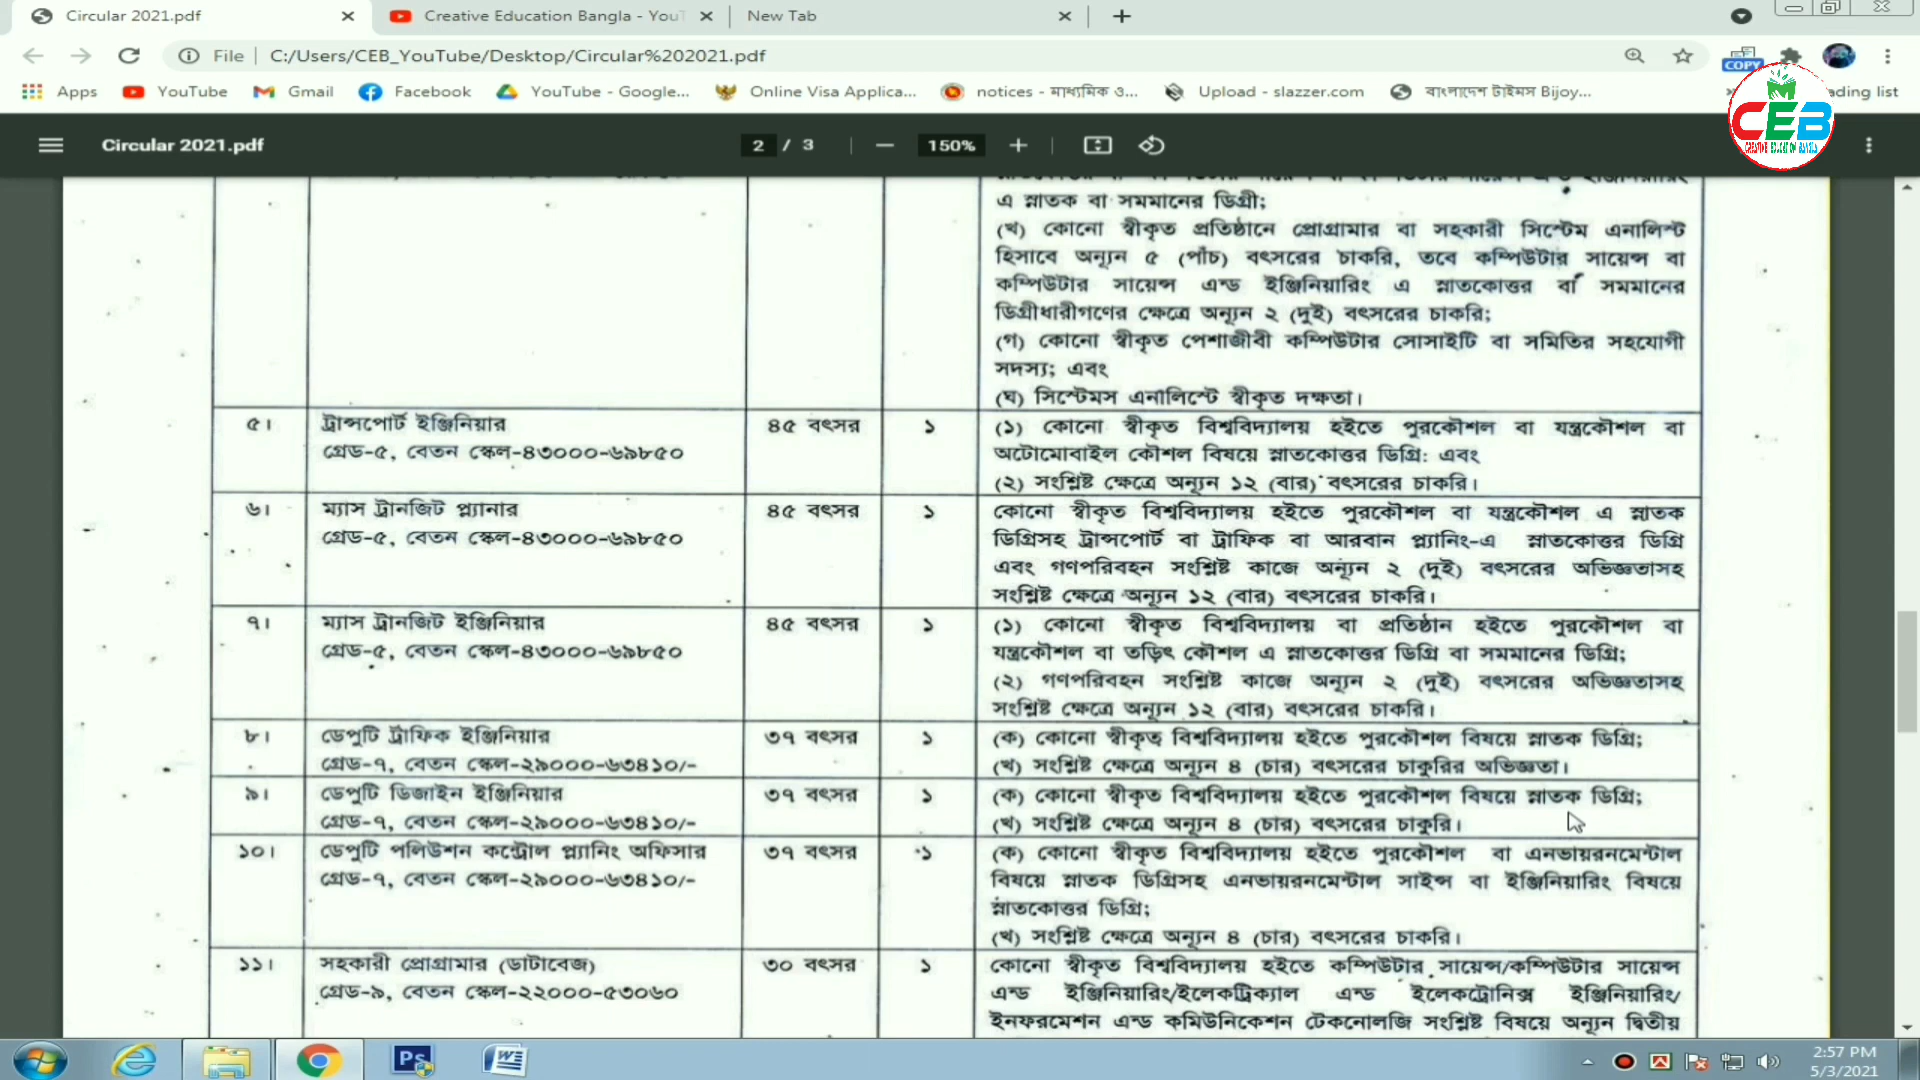 Circular 2021.pdf
Creative Education Bangla - YouT
New Tab
File
C:/Users/CEB_YouTube/Desktop/Circular%202021.pdf
COPY
Apps
YouTube
Gmail
Facebook
YouTube - Google...
Online Visa Applica...
notices - মাধ্যমিক ও...
Upload - slazzer.com
বাংলাদেশ টাইমস Bijoy...
ading list
CEB
CREATIVE EDUCATION BANGLA
Circular 2021.pdf
2 / 3
150%
এ স্নাতক বা সমমানের ডিগ্রী;
(খ) কোনো স্বীকৃত প্রতিষ্ঠানে প্রোগ্রামার বা সহকারী সিস্টেম এনালিস্ট
হিসাবে অন্যূন ৫ (পাঁচ) বৎসরের চাকরি, তবে কম্পিউটার সায়েন্স বা
কম্পিউটার সায়েন্স এন্ড ইঞ্জিনিয়ারিং এ স্নাতকোত্তর বা সমমানের
ডিগ্রীধারীগণের ক্ষেত্রে অন্যূন ২ (দুই) বৎসরের চাকরি;
(গ) কোনো স্বীকৃত পেশাজীবী কম্পিউটার সোসাইটি বা সমিতির সহযোগী
সদস্য; এবং
(ঘ) সিস্টেমস এনালিস্টে স্বীকৃত দক্ষতা।
৫। ট্রান্সপোর্ট ইঞ্জিনিয়ার ৪৫ বৎসর ১ (১) কোনো স্বীকৃত বিশ্ববিদ্যালয় হইতে পুরকৌশল বা যন্ত্রকৌশল বা
গ্রেড-৫, বেতন স্কেল-৪৩০০০-৬৯৮৫০ অটোমোবাইল কৌশল বিষয়ে স্নাতকোত্তর ডিগ্রি: এবং
(২) সংশ্লিষ্ট ক্ষেত্রে অন্যূন ১২ (বার) বৎসরের চাকরি।
৬। ম্যাস ট্রানজিট প্ল্যানার ৪৫ বৎসর ১ কোনো স্বীকৃত বিশ্ববিদ্যালয় হইতে পুরকৌশল বা যন্ত্রকৌশল এ স্নাতক
গ্রেড-৫, বেতন স্কেল-৪৩০০০-৬৯৮৫০ ডিগ্রিসহ ট্রান্সপোর্ট বা ট্রাফিক বা আরবান প্ল্যানিং-এ স্নাতকোত্তর ডিগ্রি
এবং গণপরিবহন সংশ্লিষ্ট কাজে অন্যূন ২ (দুই) বৎসরের অভিজ্ঞতাসহ
সংশ্লিষ্ট ক্ষেত্রে অন্যূন ১২ (বার) বৎসরের চাকরি।
৭। ম্যাস ট্রানজিট ইঞ্জিনিয়ার ৪৫ বৎসর ১ (১) কোনো স্বীকৃত বিশ্ববিদ্যালয় বা প্রতিষ্ঠান হইতে পুরকৌশল বা
গ্রেড-৫, বেতন স্কেল-৪৩০০০-৬৯৮৫০ যন্ত্রকৌশল বা তড়িৎ কৌশল এ স্নাতকোত্তর ডিগ্রি বা সমমানের ডিগ্রি;
(২) গণপরিবহন সংশ্লিষ্ট কাজে অন্যূন ২ (দুই) বৎসরের অভিজ্ঞতাসহ
সংশ্লিষ্ট ক্ষেত্রে অন্যূন ১২ (বার) বৎসরের চাকরি।
৮। ডেপুটি ট্রাফিক ইঞ্জিনিয়ার ৩৭ বৎসর ১ (ক) কোনো স্বীকৃত বিশ্ববিদ্যালয় হইতে পুরকৌশল বিষয়ে স্নাতক ডিগ্রি;
গ্রেড-৭, বেতন স্কেল-২৯০০০-৬৩৪১০/- (খ) সংশ্লিষ্ট ক্ষেত্রে অন্যূন ৪ (চার) বৎসরের চাকুরির অভিজ্ঞতা।
৯। ডেপুটি ডিজাইন ইঞ্জিনিয়ার ৩৭ বৎসর ১ (ক) কোনো স্বীকৃত বিশ্ববিদ্যালয় হইতে পুরকৌশল বিষয়ে স্নাতক ডিগ্রি;
গ্রেড-৭, বেতন স্কেল-২৯০০০-৬৩৪১০/- (খ) সংশ্লিষ্ট ক্ষেত্রে অন্যূন ৪ (চার) বৎসরের চাকুরি।
১০। ডেপুটি পলিউশন কন্ট্রোল প্ল্যানিং অফিসার ৩৭ বৎসর ১ (ক) কোনো স্বীকৃত বিশ্ববিদ্যালয় হইতে পুরকৌশল বা এনভায়রনমেন্টাল
গ্রেড-৭, বেতন স্কেল-২৯০০০-৬৩৪১০/- বিষয়ে স্নাতক ডিগ্রিসহ এনভায়রনমেন্টাল সাইন্স বা ইঞ্জিনিয়ারিং বিষয়ে
স্নাতকোত্তর ডিগ্রি;
(খ) সংশ্লিষ্ট ক্ষেত্রে অন্যূন ৪ (চার) বৎসরের চাকরি।
১১। সহকারী প্রোগ্রামার (ডাটাবেজ) ৩০ বৎসর ১ কোনো স্বীকৃত বিশ্ববিদ্যালয় হইতে কম্পিউটার সায়েন্স/কম্পিউটার সায়েন্স
গ্রেড-৯, বেতন স্কেল-২২০০০-৫৩০৬০ এন্ড ইঞ্জিনিয়ারিং/ইলেকট্রিক্যাল এন্ড ইলেকট্রোনিক্স ইঞ্জিনিয়ারিং/
ইনফরমেশন এন্ড কমিউনিকেশন টেকনোলজি সংশ্লিষ্ট বিষয়ে অন্যূন দ্বিতীয়
2:57 PM
5/3/2021